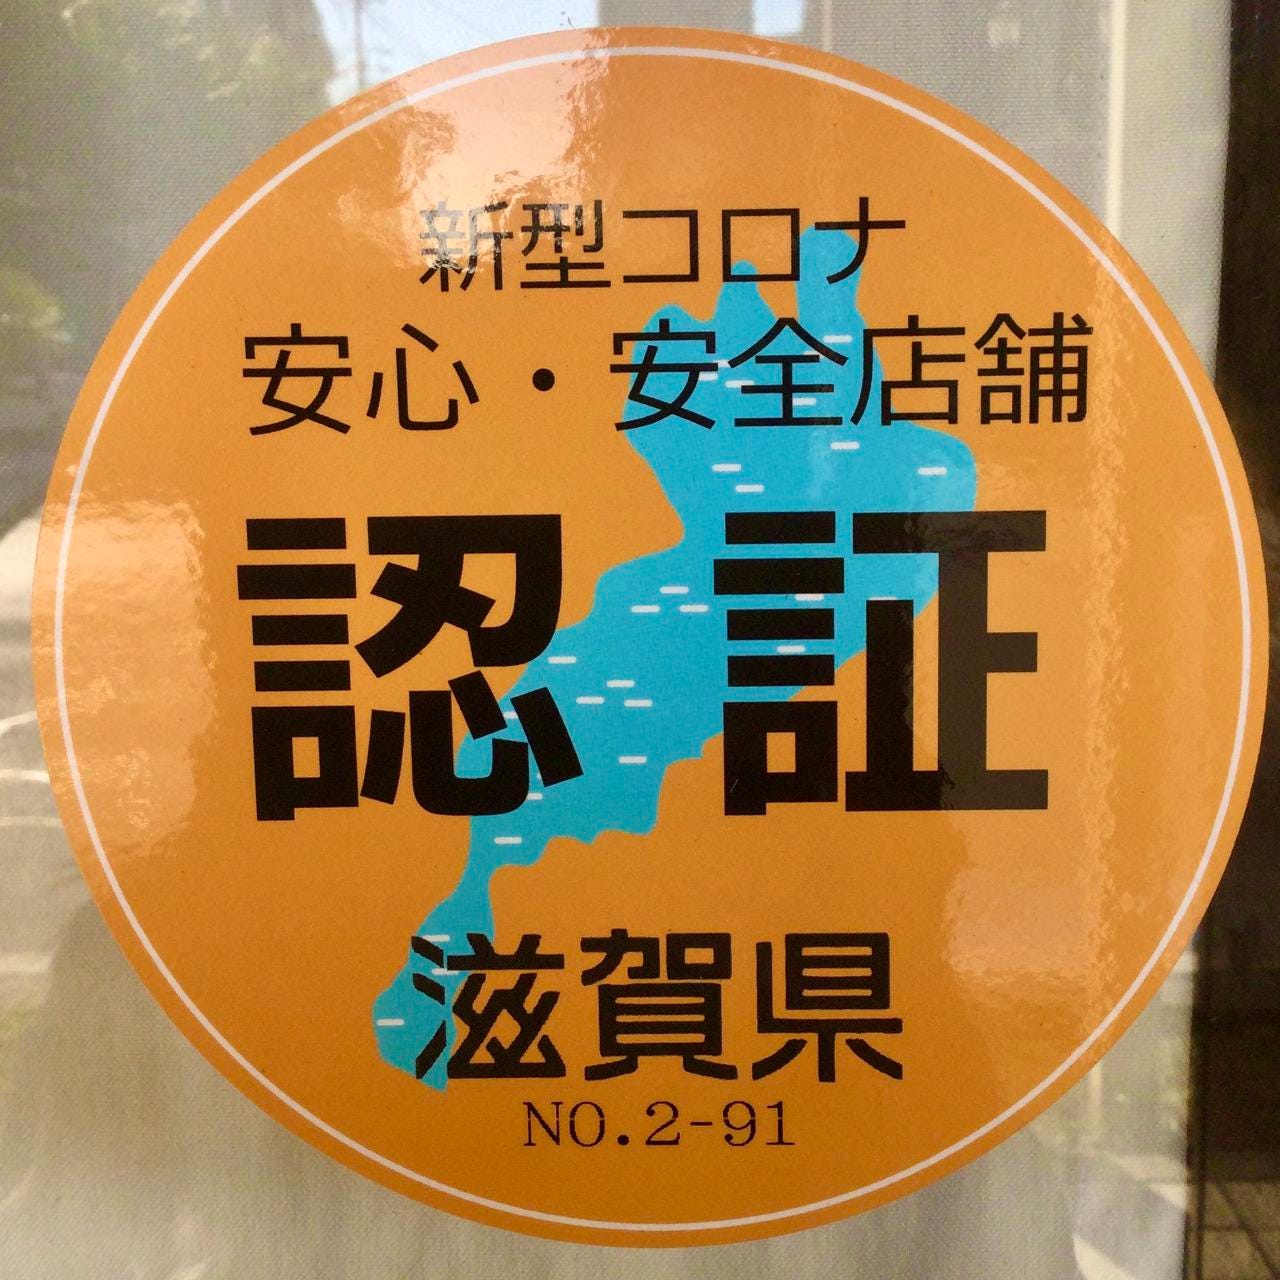 新型コロナ
安心・安全店舗
認証
滋賀県
NO.2-91